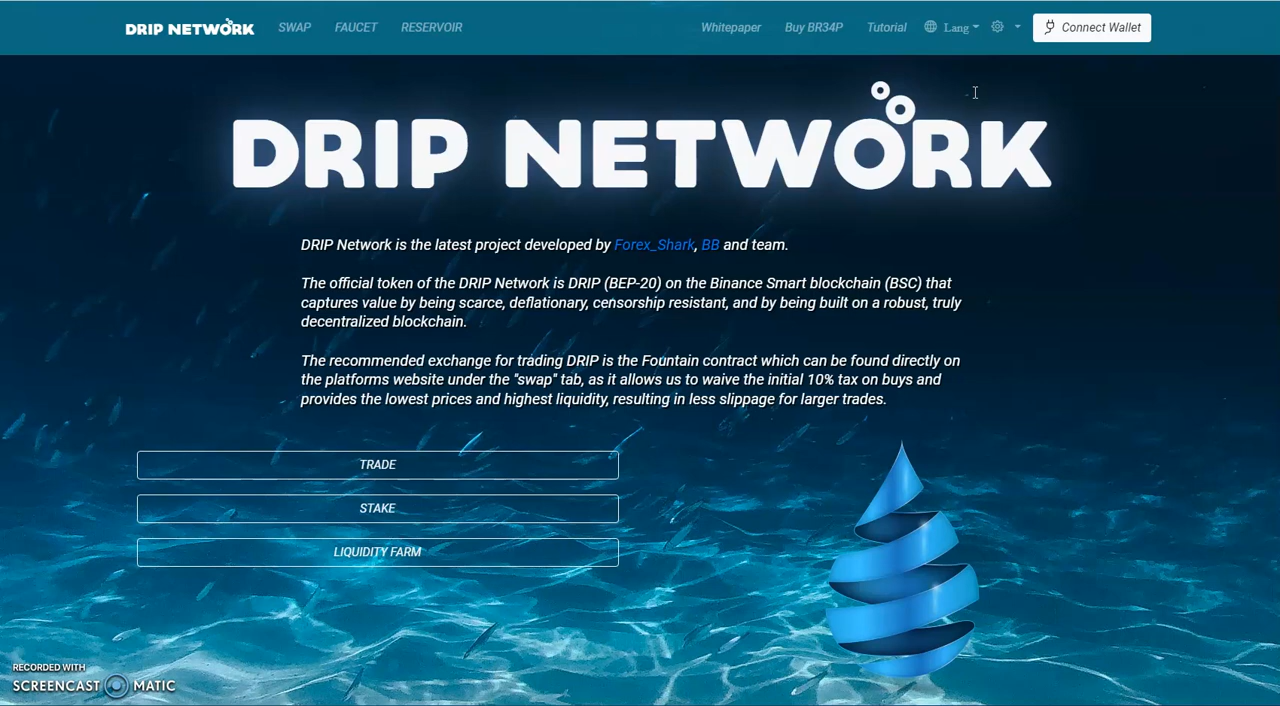 DRIP NETWORK SWAP FAUCET RESERVOIR Whitepaper Buy BR34P Tutorial Lang Connect Wallet
DRIP NETWORK
DRIP Network is the latest project developed by Forex_Shark, BB and team.
The official token of the DRIP Network is DRIP (BEP-20) on the Binance Smart blockchain (BSC) that
captures value by being scarce, deflationary, censorship resistant, and by being built on a robust, truly
decentralized blockchain.
The recommended exchange for trading DRIP is the Fountain contract which can be found directly on
the platforms website under the "swap" tab, as it allows us to waive the initial 10% tax on buys and
provides the lowest prices and highest liquidity, resulting in less slippage for larger trades.
TRADE
STAKE
LIQUIDITY FARM
RECORDED WITH
SCREENCAST MATIC